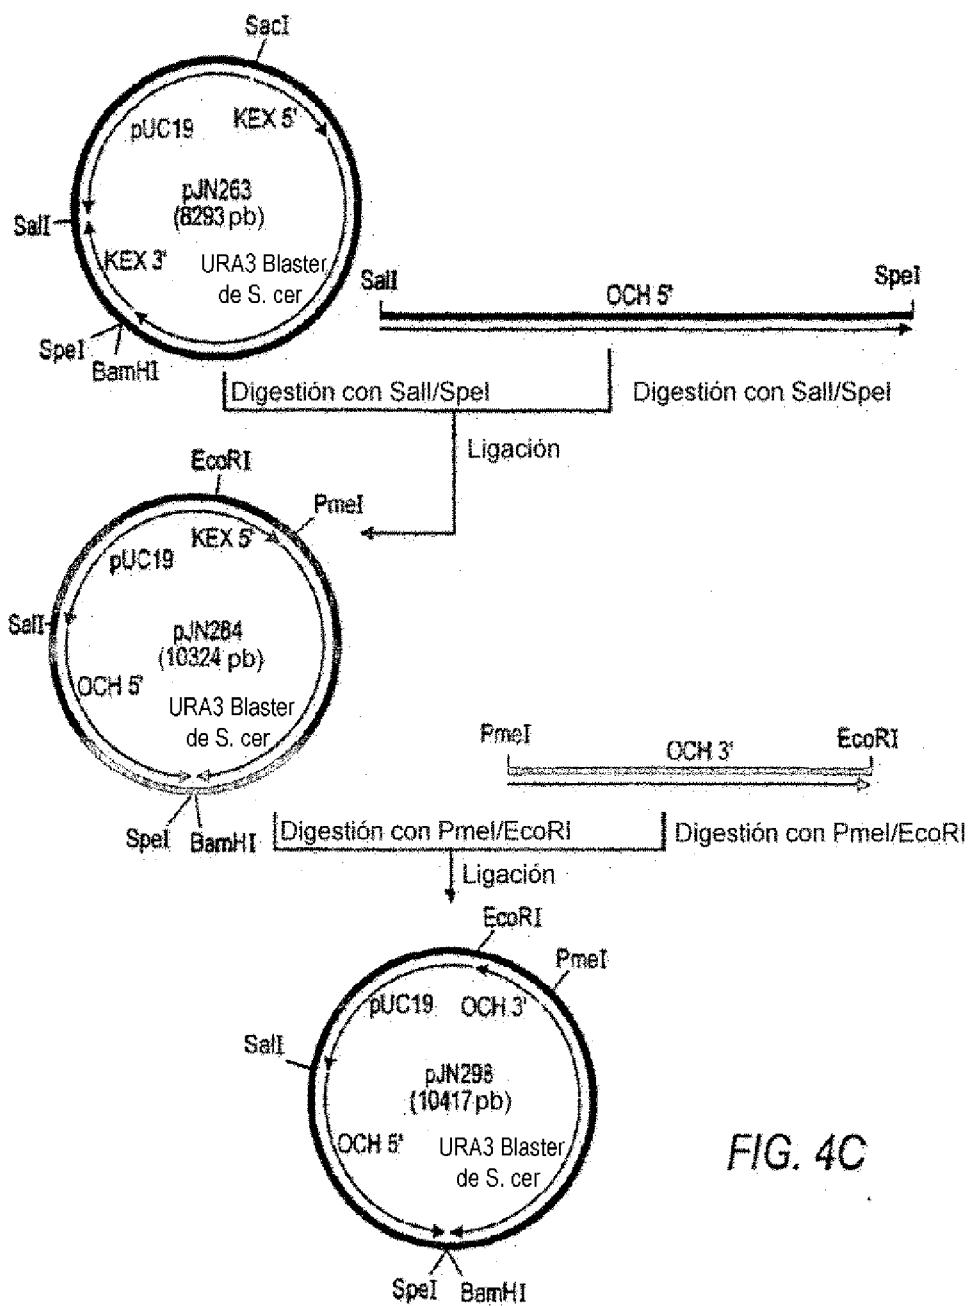 SacI
KEX 5'
pUC19
pJN263
(8293 pb)
SalI
KEX 3'
URA3 Blaster
de S. cer
SpeI
BamHI
SalI
OCH 5'
SpeI
Digestión con SalI/SpeI
Digestión con SalI/SpeI
Ligación
EcoRI
PmeI
KEX 5'
pUC19
SalI
pJN284
(10324 pb)
OCH 5'
URA3 Blaster
de S. cer
SpeI
BamHI
PmeI
OCH 3'
EcoRI
Digestión con PmeI/EcoRI
Digestión con PmeI/EcoRI
Ligación
EcoRI
PmeI
pUC19
OCH 3'
SalI
pJN298
(10417 pb)
OCH 5'
URA3 Blaster
de S. cer
SpeI
BamHI
FIG. 4C